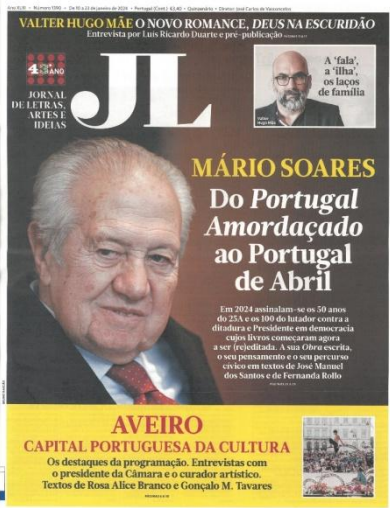 VALTER HUGO MÃE O NOVO ROMANCE, DEUS NA ESCURIDÃO
Entrevista por Luís Ricardo Duarte e pré-publicação
JORNAL
DE LETRAS,
ARTES E
IDEIAS
JL
A 'fala',
a 'ilha',
os laços
de família
Valter
Hugo Mãe
MÁRIO SOARES
Do Portugal
Amordaçado
ao Portugal
de Abril
Em 2024 assinalam-se os 50 anos
do 25A e os 100 do lutador contra a
ditadura e Presidente em democracia
cujos livros começaram agora
a ser (re)editada. A sua Obra escrita,
o seu pensamento e o seu percurso
cívico em textos de José Manuel
dos Santos e de Fernanda Rollo
AVEIRO
CAPITAL PORTUGUESA DA CULTURA
Os destaques da programação. Entrevistas com
o presidente da Câmara e o curador artístico.
Textos de Rosa Alice Branco e Gonçalo M. Tavares